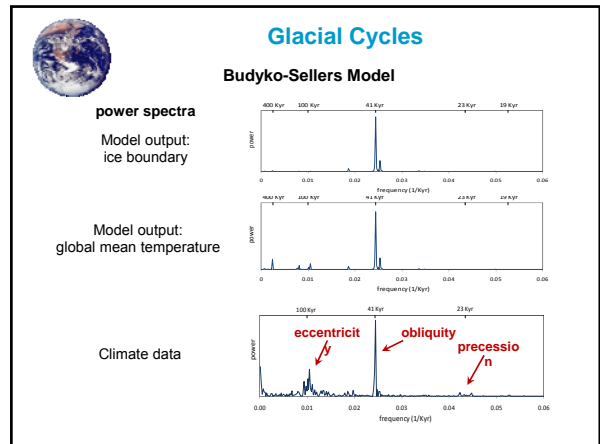 Glacial Cycles
Budyko-Sellers Model
power spectra
400 Kyr 100 Kyr 41 Kyr 23 Kyr 19 Kyr
Model output:
ice boundary
power
0 0.01 0.02 0.03 0.04 0.05 0.06
frequency (1/Kyr)
400 Kyr 100 Kyr 41 Kyr 23 Kyr 19 Kyr
Model output:
global mean temperature
power
0 0.01 0.02 0.03 0.04 0.05 0.06
frequency (1/Kyr)
100 Kyr 41 Kyr 23 Kyr
Climate data
power
eccentricit
y
obliquity
precessio
n
0.00 0.01 0.02 0.03 0.04 0.05 0.06
frequency (1/Kyr)